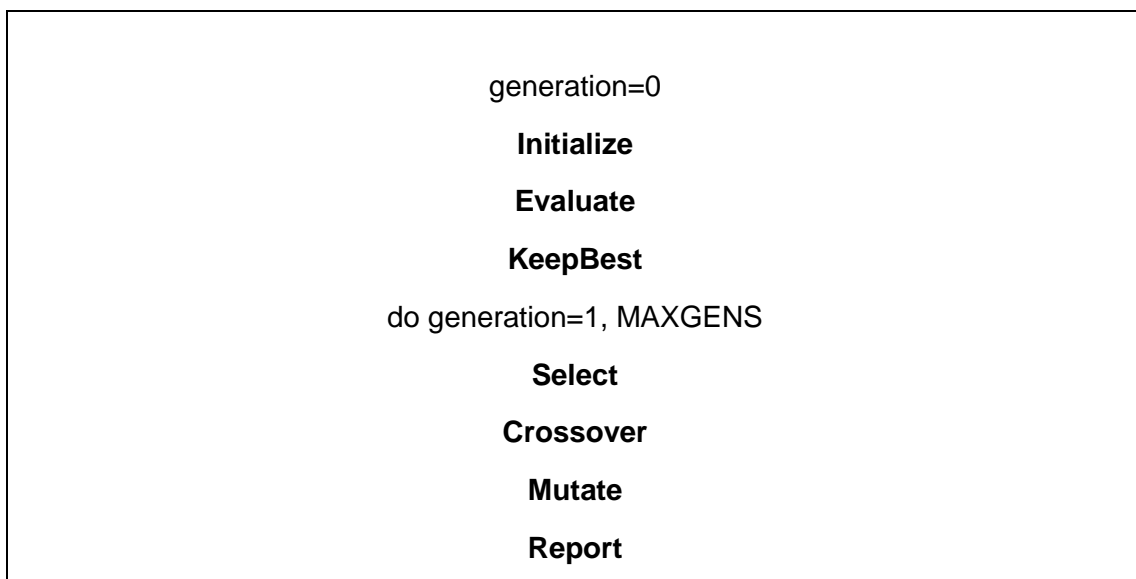 generation=0
Initialize
Evaluate
KeepBest
do generation=1, MAXGENS
Select
Crossover
Mutate
Report